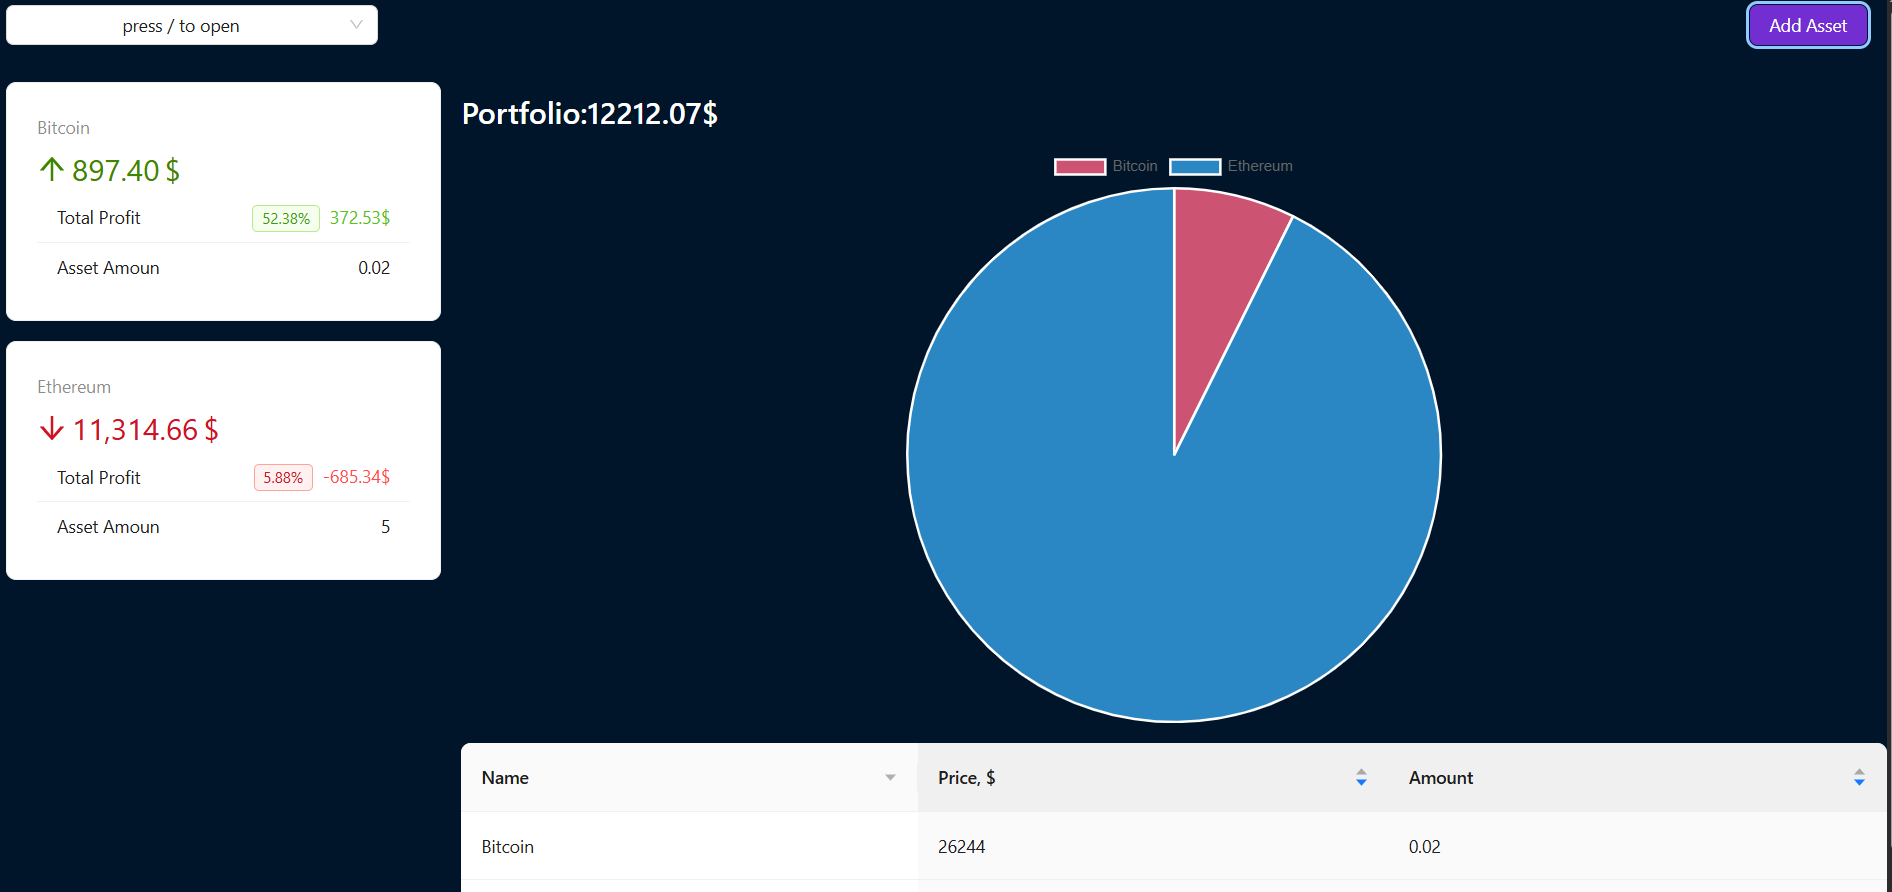 press / to open
Add Asset
Bitcoin
897.40 $
Total Profit 52.38% 372.53$
Asset Amoun 0.02
Ethereum
11,314.66 $
Total Profit 5.88% -685.34$
Asset Amoun 5
Portfolio:12212.07$
Bitcoin Ethereum
Name Price, $ Amount
Bitcoin 26244 0.02